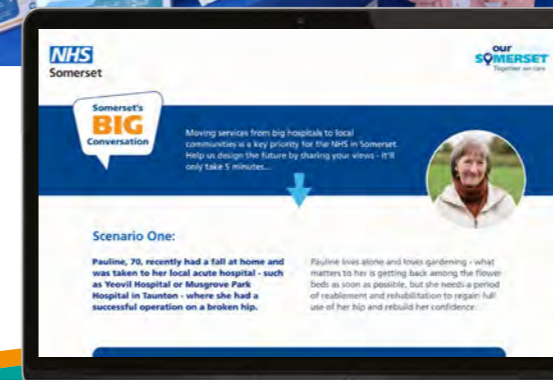 NHS
Somerset
our
SOMERSET
Together we care
Somerset's
BIG
Conversation
Moving services from big hospitals to local
communities is a key priority for the NHS in Somerset.
Help us design the future by sharing your views - it'll
only take 5 minutes...
Scenario One:
Pauline, 70, recently had a fall at home and
was taken to her local acute hospital - such
as Yeovil Hospital or Musgrove Park
Hospital in Taunton - where she had a
successful operation on a broken hip.
Pauline lives alone and loves gardening - what
matters to her is getting back among the flower
beds as soon as possible, but she needs a period
of reablement and rehabilitation to regain full
use of her hip and rebuild her confidence.